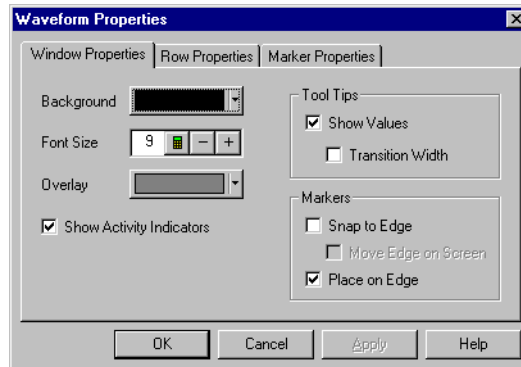 Waveform Properties
Window Properties Row Properties Marker Properties
Background
Font Size 9
Overlay
Show Activity Indicators
Tool Tips
Show Values
Transition Width
Markers
Snap to Edge
Move Edge on Screen
Place on Edge
OK Cancel Apply Help